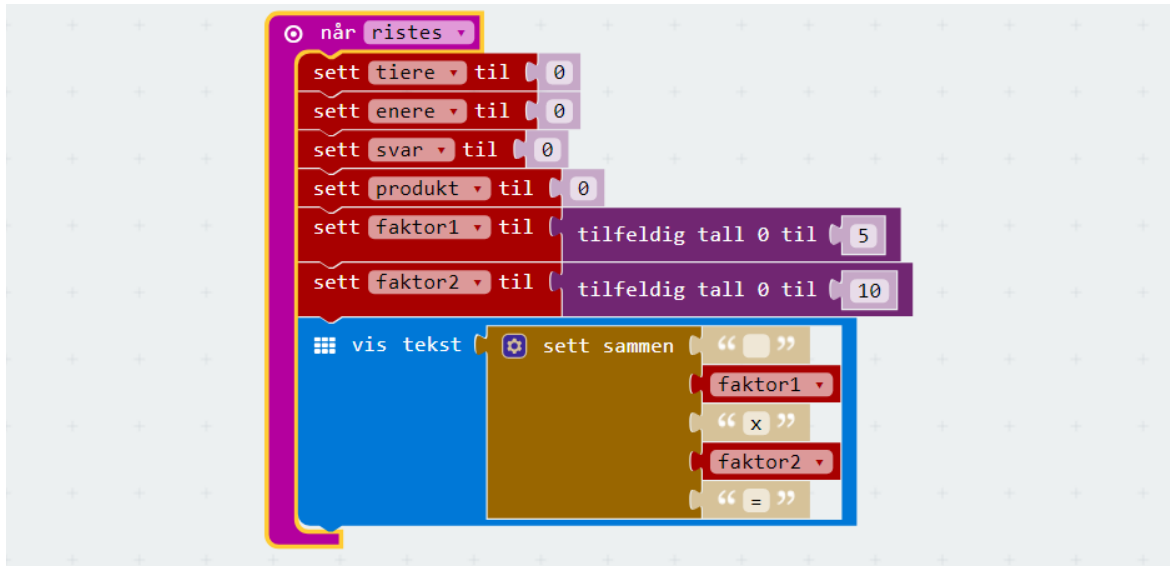 når ristes
sett tiere til 0
sett enere til 0
sett svar til 0
sett produkt til 0
sett faktor1 til tilfeldig tall 0 til 5
sett faktor2 til tilfeldig tall 0 til 10
vis tekst sett sammen “ ”
faktor1
“ x ”
faktor2
“ = ”